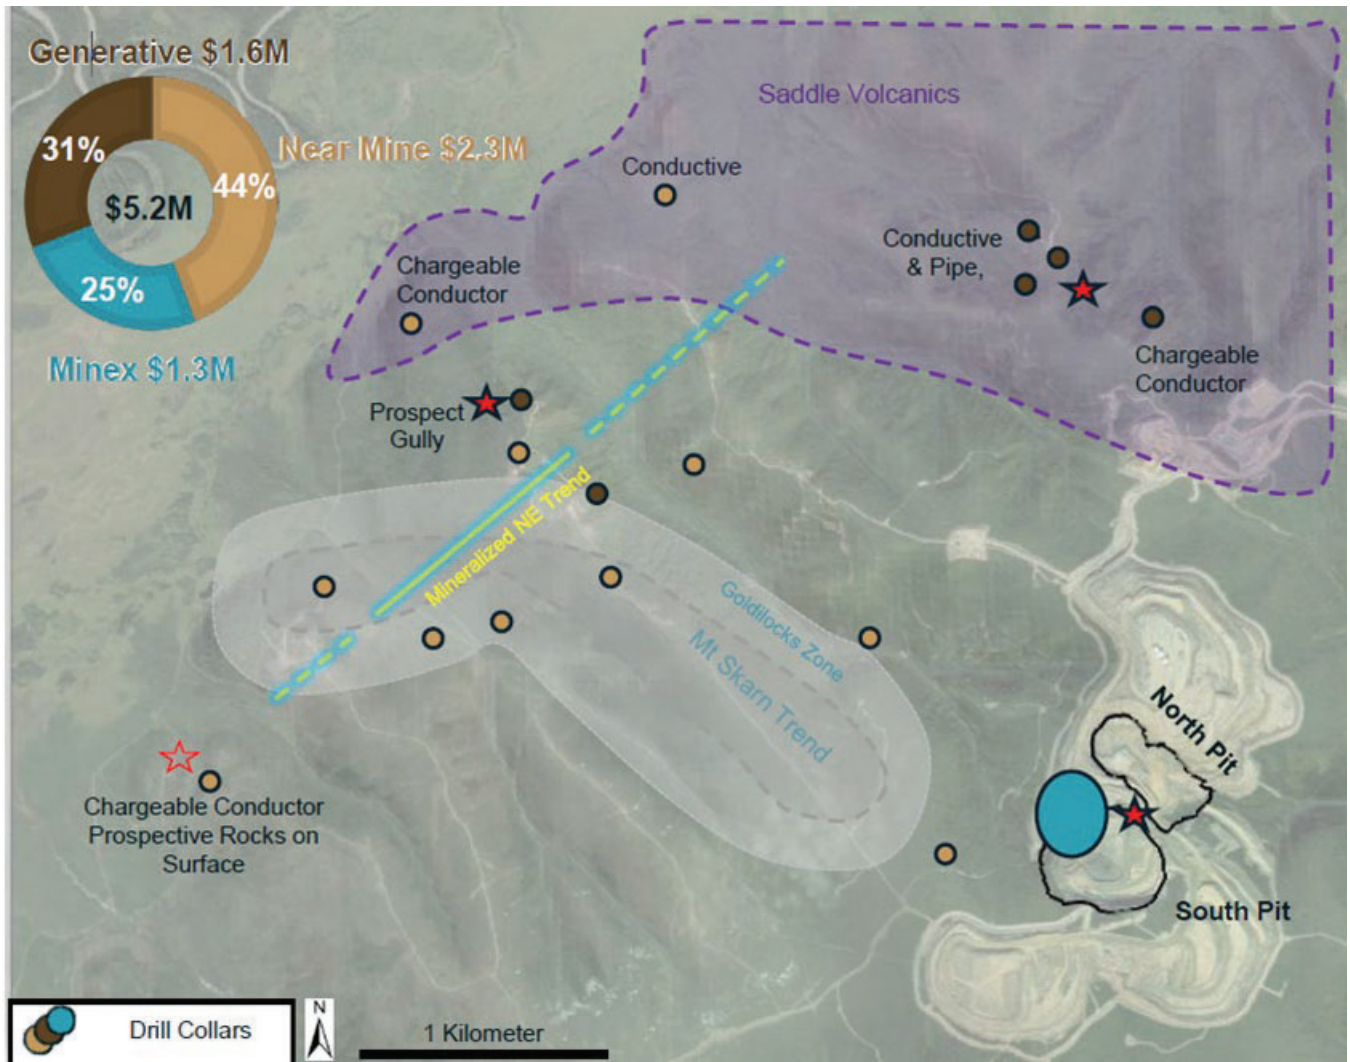 Generative $1.6M
31%
Near Mine $2.3M
44%
$5.2M
25%
Minex $1.3M
Saddle Volcanics
Conductive
Conductive
& Pipe,
Chargeable
Conductor
Chargeable
Conductor
Prospect
Gully
Mineralized NE Trend
Goldilocks Zone
Mt Skarn Trend
North Pit
Chargeable Conductor
Prospective Rocks on
Surface
South Pit
Drill Collars
N
1 Kilometer